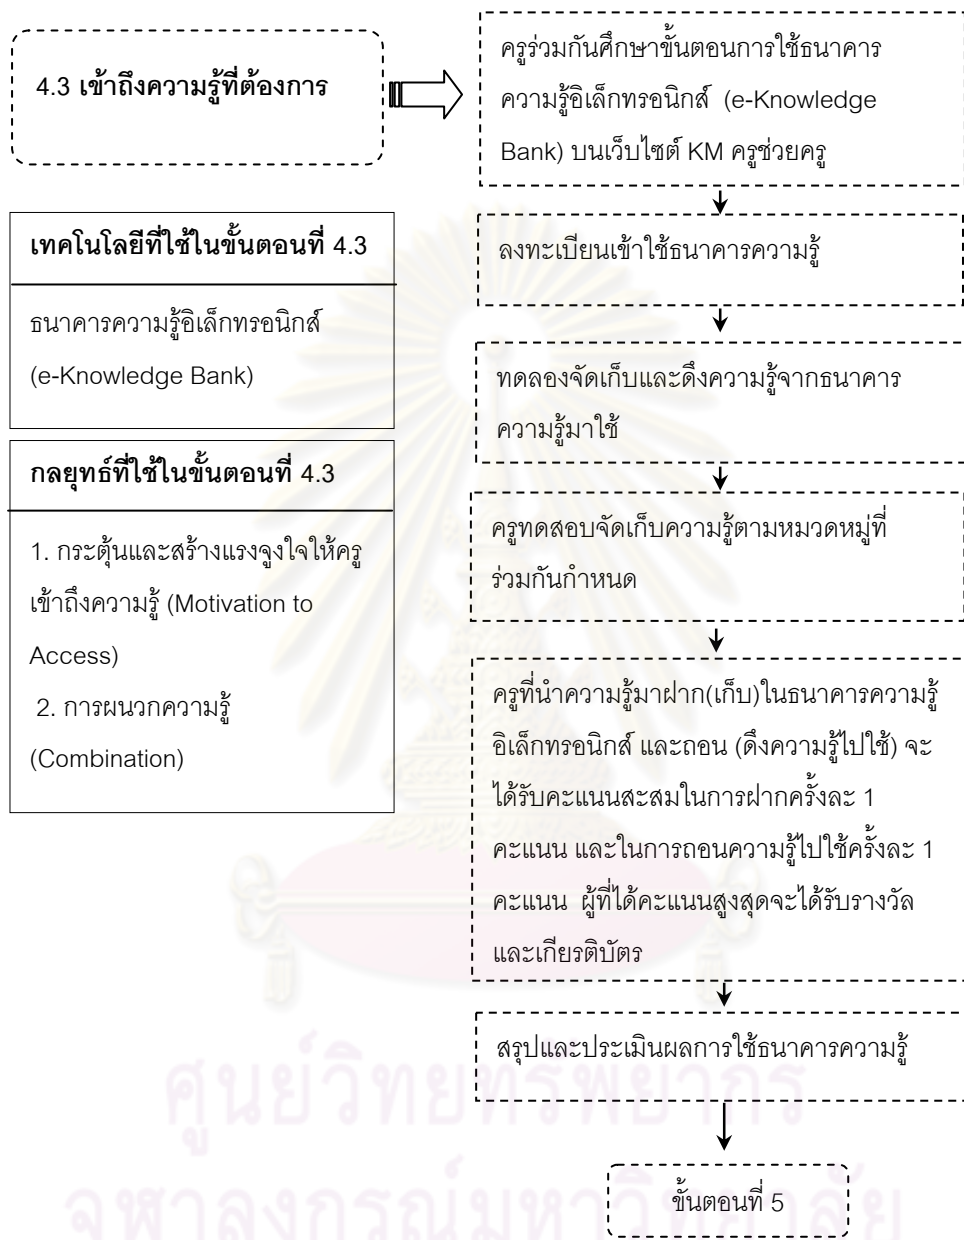 4.3 เข้าถึงความรู้ที่ต้องการ
ครูร่วมกันศึกษาขั้นตอนการใช้ธนาคาร
ความรู้อิเล็กทรอนิกส์ (e-Knowledge
Bank) บนเว็บไซต์ KM ครูช่วยครู
เทคโนโลยีที่ใช้ในขั้นตอนที่ 4.3
ธนาคารความรู้อิเล็กทรอนิกส์
(e-Knowledge Bank)
กลยุทธ์ที่ใช้ในขั้นตอนที่ 4.3
1. กระตุ้นและสร้างแรงจูงใจให้ครู
เข้าถึงความรู้ (Motivation to
Access)
2. การผนวกความรู้
(Combination)
ลงทะเบียนเข้าใช้ธนาคารความรู้
ทดลองจัดเก็บและดึงความรู้จากธนาคาร
ความรู้มาใช้
ครูทดสอบจัดเก็บความรู้ตามหมวดหมู่ที่
ร่วมกันกำหนด
ครูที่นำความรู้มาฝาก(เก็บ)ในธนาคารความรู้
อิเล็กทรอนิกส์ และถอน (ดึงความรู้ไปใช้) จะ
ได้รับคะแนนสะสมในการฝากครั้งละ 1
คะแนน และในการถอนความรู้ไปใช้ครั้งละ 1
คะแนน ผู้ที่ได้คะแนนสูงสุดจะได้รับรางวัล
และเกียรติบัตร
สรุปและประเมินผลการใช้ธนาคารความรู้
ขั้นตอนที่ 5
ศูนย์วิทยทรัพยากร
จุฬาลงกรณ์มหาวิทยาลัย